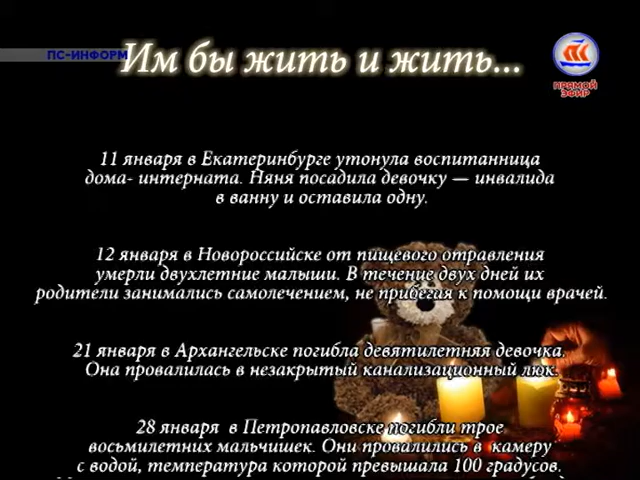 ПС-ИНФОРМ
Им бы жить и жить...
ПРЯМОЙ
ЭФИР
11 января в Екатеринбурге утонула воспитанница
дома- интерната. Няня посадила девочку — инвалида
в ванну и оставила одну.
12 января в Новороссийске от пищевого отравления
умерли двухлетние малыши. В течение двух дней их
родители занимались самолечением, не прибегая к помощи врачей.
21 января в Архангельске погибла девятилетняя девочка.
Она провалилась в незакрытый канализационный люк.
28 января в Петропавловске погибли трое
восьмилетних мальчишек. Они провалились в камеру
с водой, температура которой превышала 100 градусов.